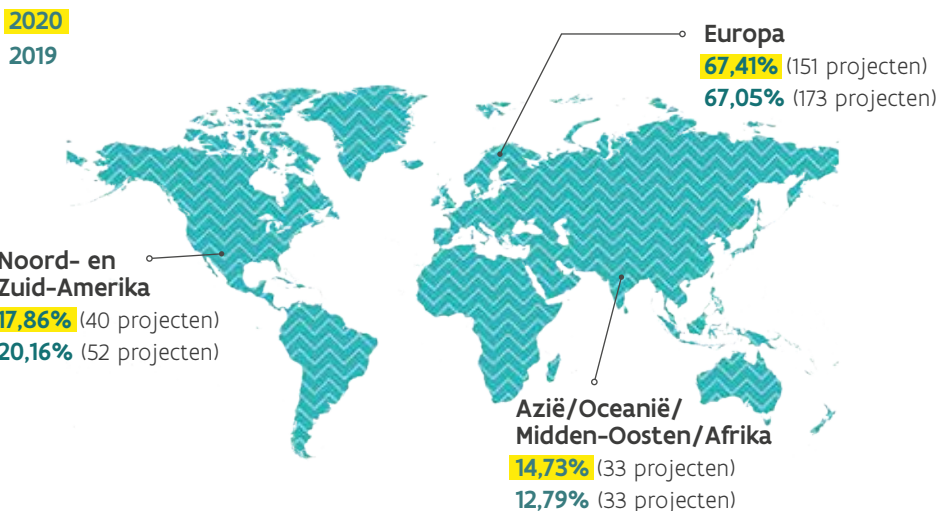 2020
2019
Europa
67,41% (151 projecten)
67,05% (173 projecten)
Noord- en
Zuid-Amerika
17,86% (40 projecten)
20,16% (52 projecten)
Azië/Oceanië/
Midden-Oosten/Afrika
14,73% (33 projecten)
12,79% (33 projecten)